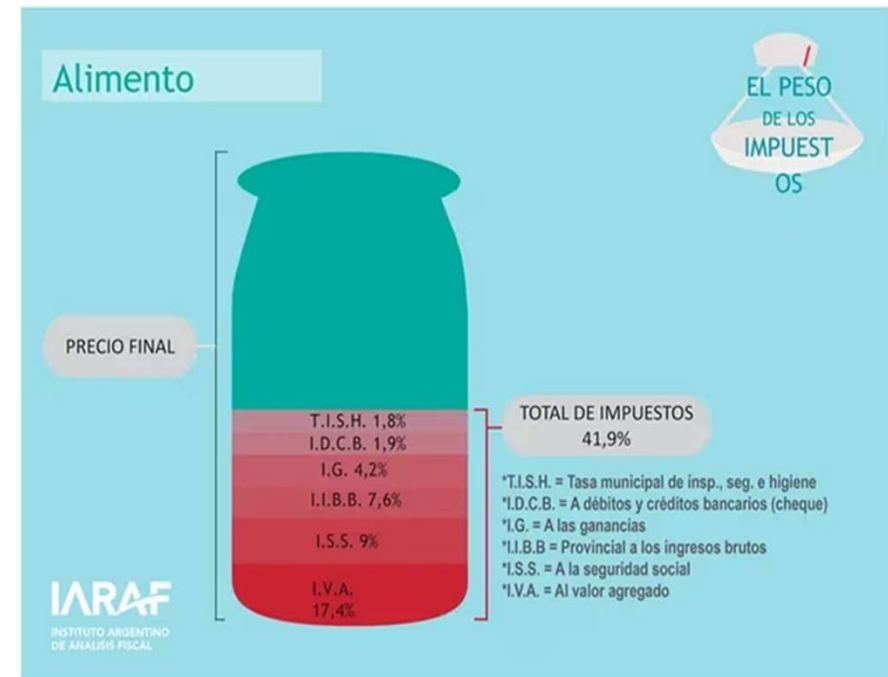 Alimento
EL PESO
DE LOS
IMPUEST
OS
PRECIO FINAL
T.I.S.H. 1,8%
I.D.C.B. 1,9%
I.G. 4,2%
I.I.B.B. 7,6%
I.S.S. 9%
I.V.A.
17,4%
TOTAL DE IMPUESTOS
41,9%
*T.I.S.H. = Tasa municipal de insp., seg. e higiene
*I.D.C.B. = A débitos y créditos bancarios (cheque)
*I.G. = A las ganancias
*I.I.B.B = Provincial a los ingresos brutos
*I.S.S. = A la seguridad social
*I.V.A. = Al valor agregado
IARAF
INSTITUTO ARGENTINO
DE ANALISIS FISCAL